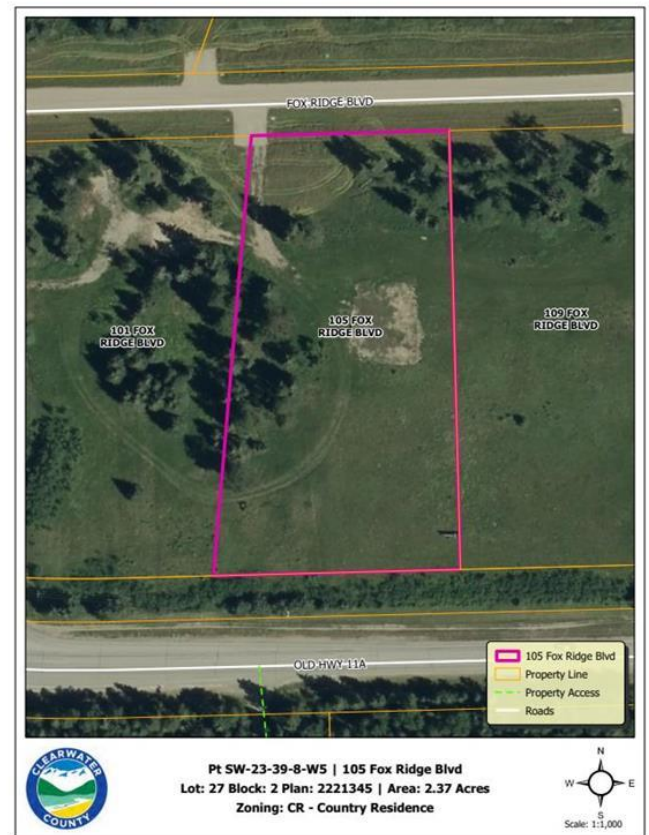 FOX RIDGE BLVD
101 FOX
RIDGE BLVD
105 FOX
RIDGE BLVD
109 FOX
RIDGE BLVD
OLD HWY 11A
105 Fox Ridge Blvd
Property Line
Property Access
Roads
CLEARWATER
COUNTY
Pt SW-23-39-8-W5 | 105 Fox Ridge Blvd
Lot: 27 Block: 2 Plan: 2221345 | Area: 2.37 Acres
Zoning: CR - Country Residence
N
W E
S
Scale: 1:1,000